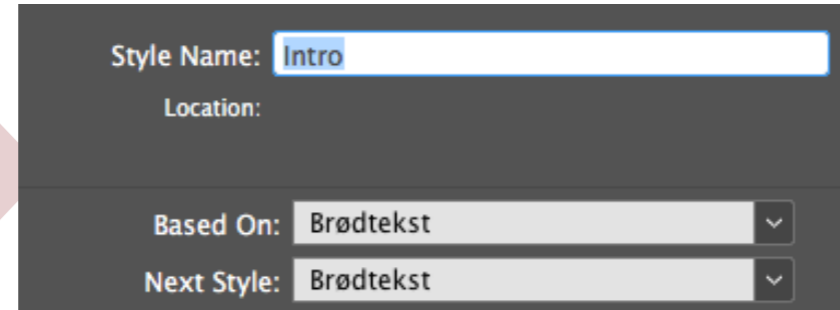 Style Name: Intro
Location:
Based On: Brødtekst
Next Style: Brødtekst